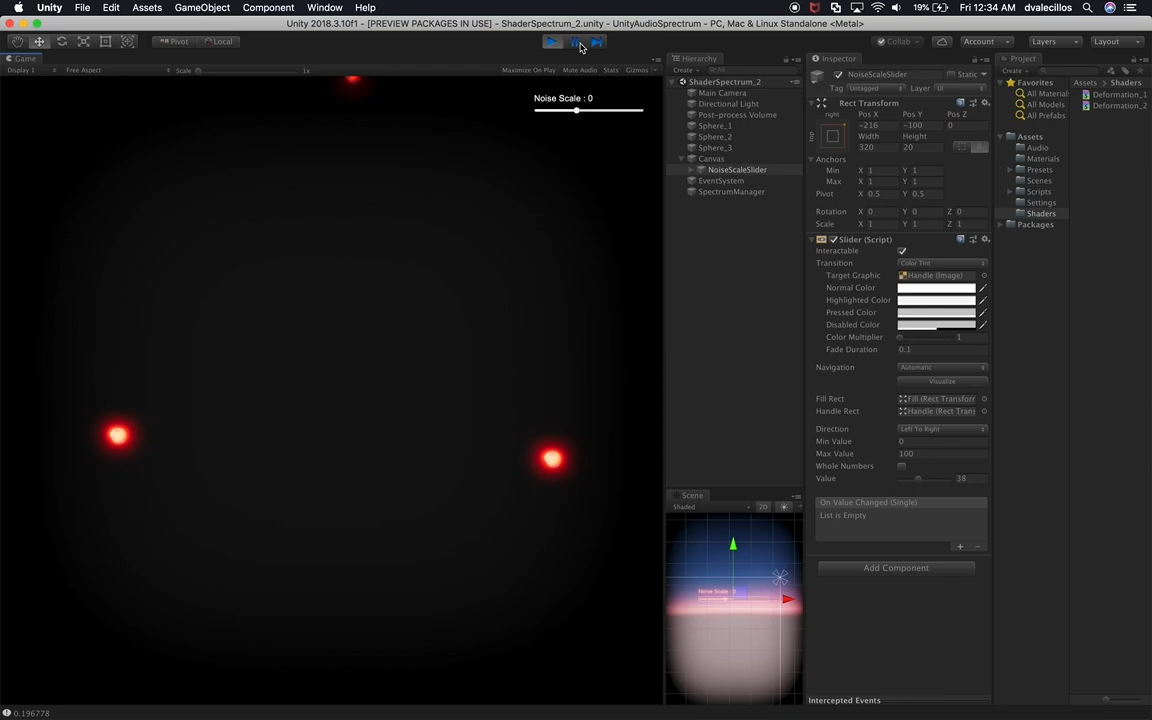 Unity File Edit Assets GameObject Component Window Help 19% Fri 12:34 AM dvalecillos
Unity 2018.3.10f1 - [PREVIEW PACKAGES IN USE] - ShaderSpectrum_2.unity - UnityAudioSpectrum - PC, Mac & Linux Standalone <Metal>
Pivot Local Collab Account Layers Layout
Game
Display 1 Free Aspect Scale 1x Maximize On Play Mute Audio Stats Gizmos
Noise Scale : 0
Hierarchy
Create All
ShaderSpectrum_2
Main Camera
Directional Light
Post-process Volume
Sphere_1
Sphere_2
Sphere_3
Canvas
NoiseScaleSlider
EventSystem
SpectrumManager
Scene
Shaded 2D
Noise Scale : 0
Inspector
NoiseScaleSlider Static
Tag Untagged Layer UI
Rect Transform
right Pos X Pos Y Pos Z
top -216 -100 0
Width Height
320 20
Anchors
Min X 1 Y 1
Max X 1 Y 1
Pivot X 0.5 Y 0.5
Rotation X 0 Y 0 Z 0
Scale X 1 Y 1 Z 1
Slider (Script)
Interactable
Transition Color Tint
Target Graphic Handle (Image)
Normal Color
Highlighted Color
Pressed Color
Disabled Color
Color Multiplier 1
Fade Duration 0.1
Navigation Automatic
Visualize
Fill Rect Fill (Rect Transform
Handle Rect Handle (Rect Trans
Direction Left To Right
Min Value 0
Max Value 100
Whole Numbers
Value 38
On Value Changed (Single)
List is Empty
+ -
Add Component
Intercepted Events
Project
Create
Favorites
All Material
All Models
All Prefabs
Assets
Audio
Materials
Presets
Scenes
Scripts
Settings
Shaders
Packages
Assets Shaders
Deformation_1
Deformation_2
0.196778